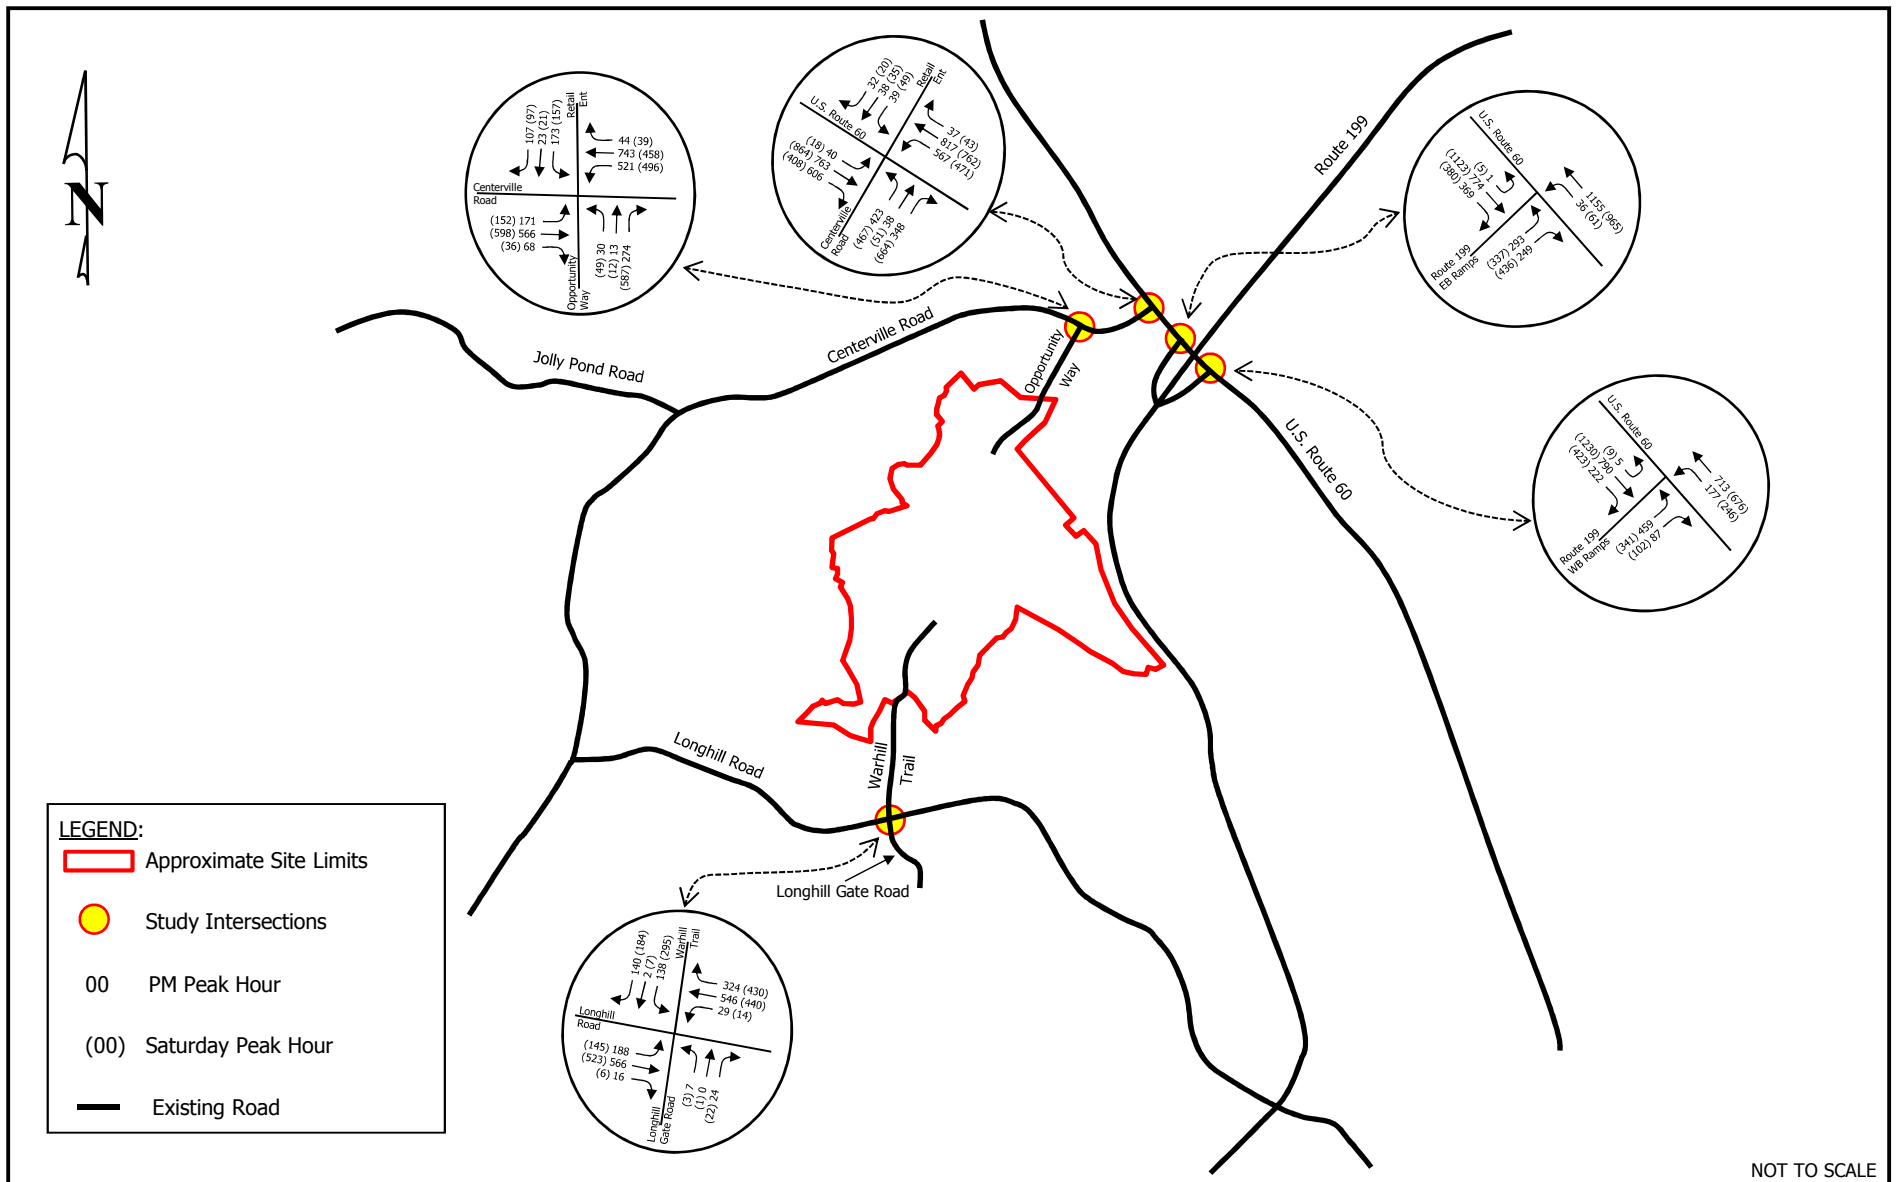 N
107 (97)
23 (21)
173 (157)
Retail
Ent
44 (39)
743 (458)
521 (496)
Centerville
Road
(152) 171
(598) 566
(36) 68
(49) 30
(12) 13
(587) 274
Opportunity
Way
32 (20)
38 (35)
39 (49)
Retail
Ent
U.S. Route 60
37 (43)
817 (762)
567 (471)
(18) 40
(864) 763
(408) 606
Centerville
Road
(467) 423
(51) 38
(664) 348
U.S. Route 60
(5) 1
(1123) 774
(380) 369
1155 (965)
36 (61)
Route 199
EB Ramps
(337) 293
(436) 249
U.S. Route 60
(9) 5
(1230) 790
(423) 222
713 (676)
177 (246)
Route 199
WB Ramps
(341) 459
(102) 87
Route 199
Jolly Pond Road
Centerville Road
Opportunity
Way
U.S. Route 60
Longhill Road
Warhill
Trail
Longhill Gate Road
140 (184)
2 (7)
138 (295)
Warhill
Trail
324 (430)
546 (440)
29 (14)
Longhill
Road
(145) 188
(523) 566
(6) 16
(3) 7
(1) 0
(22) 24
Longhill
Gate Road
LEGEND:
Approximate Site Limits
Study Intersections
00 PM Peak Hour
(00) Saturday Peak Hour
Existing Road
NOT TO SCALE